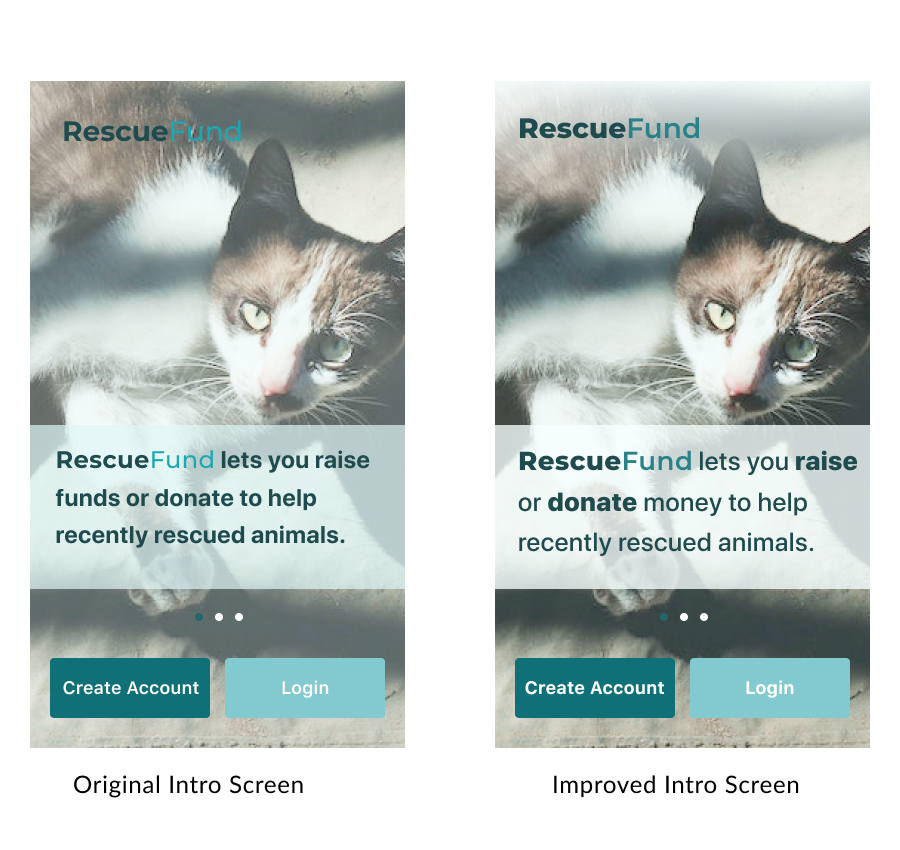 RescueFund
RescueFund lets you raise
funds or donate to help
recently rescued animals.
Create Account
Login
Original Intro Screen
RescueFund
RescueFund lets you raise
or donate money to help
recently rescued animals.
Create Account
Login
Improved Intro Screen